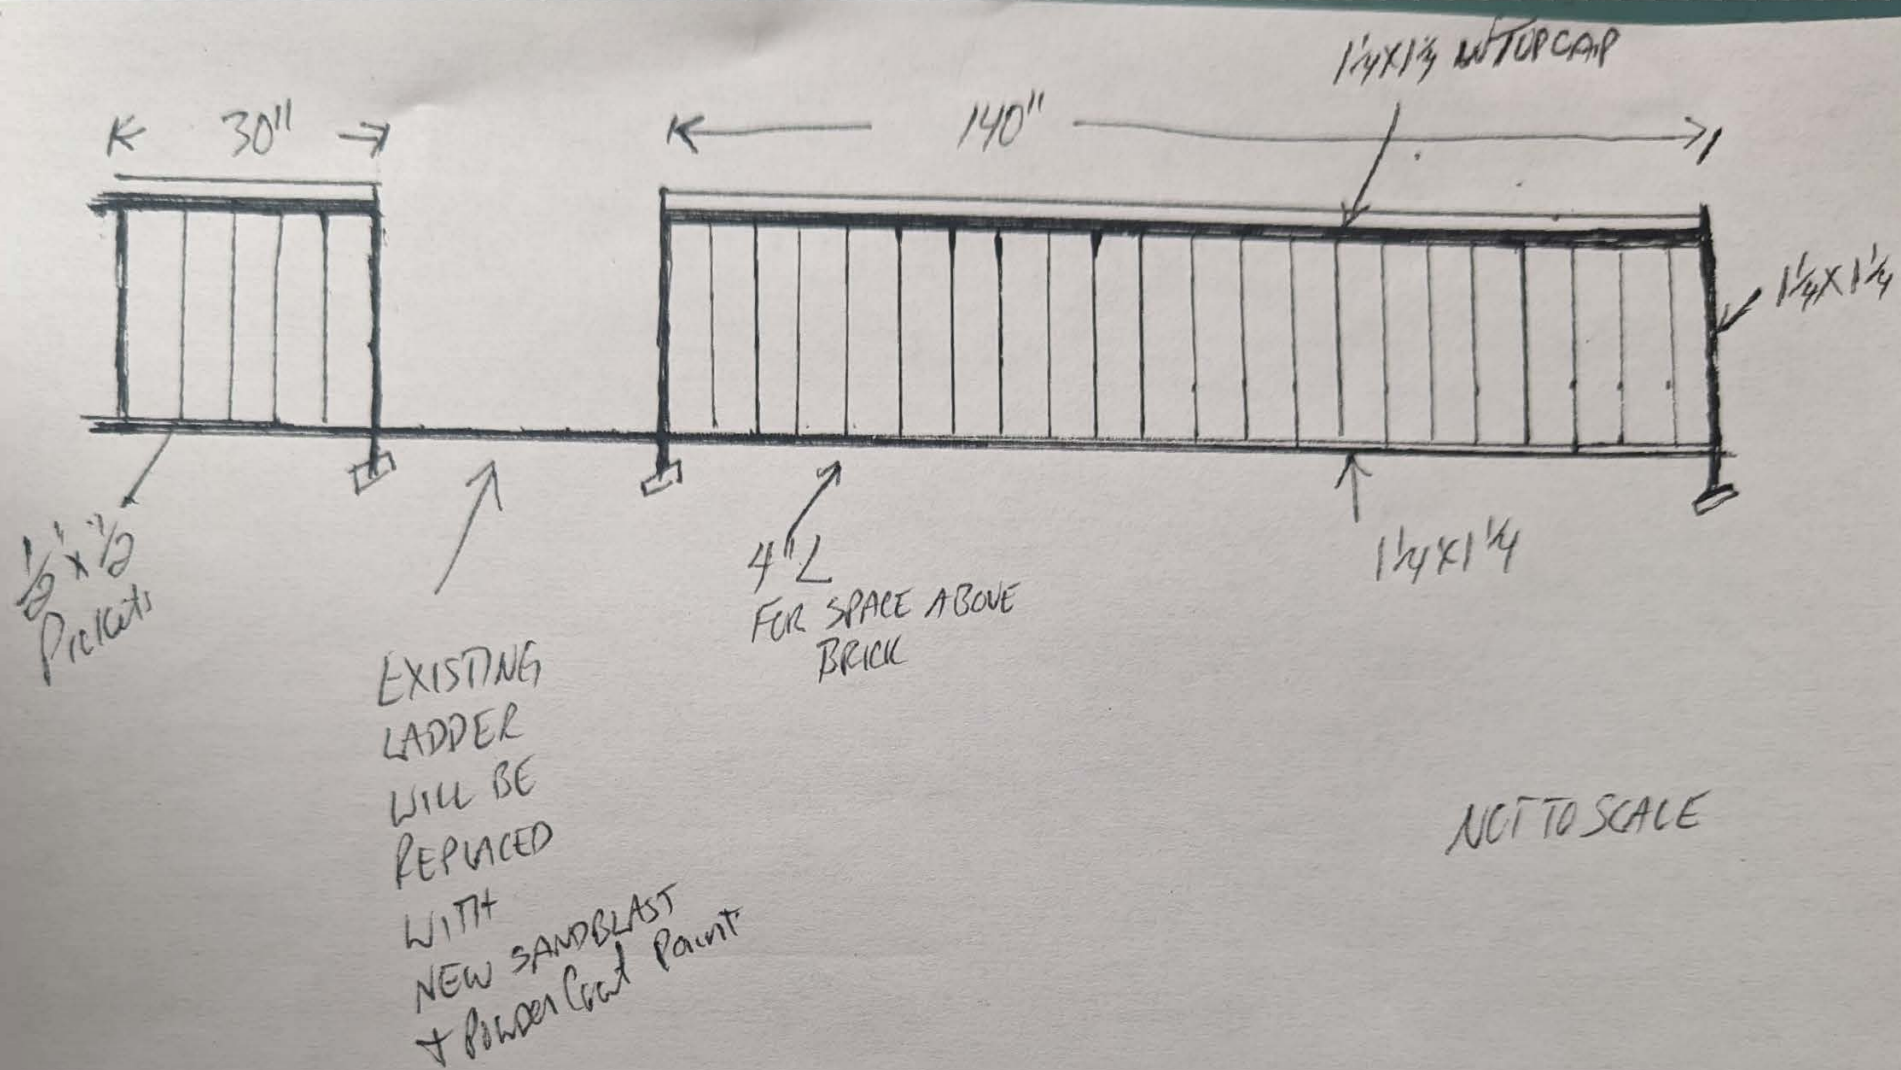 1¼X1¼ W/TOPCAP
30"
140"
1¼X1¼
½" X ½
Pickets
4"L
FOR SPACE ABOVE
BRICK
1¼X1¼
EXISTING
LADDER
WILL BE
REPLACED
WITH
NEW SANDBLAST
+ POWDER Coat Paint
NOT TO SCALE